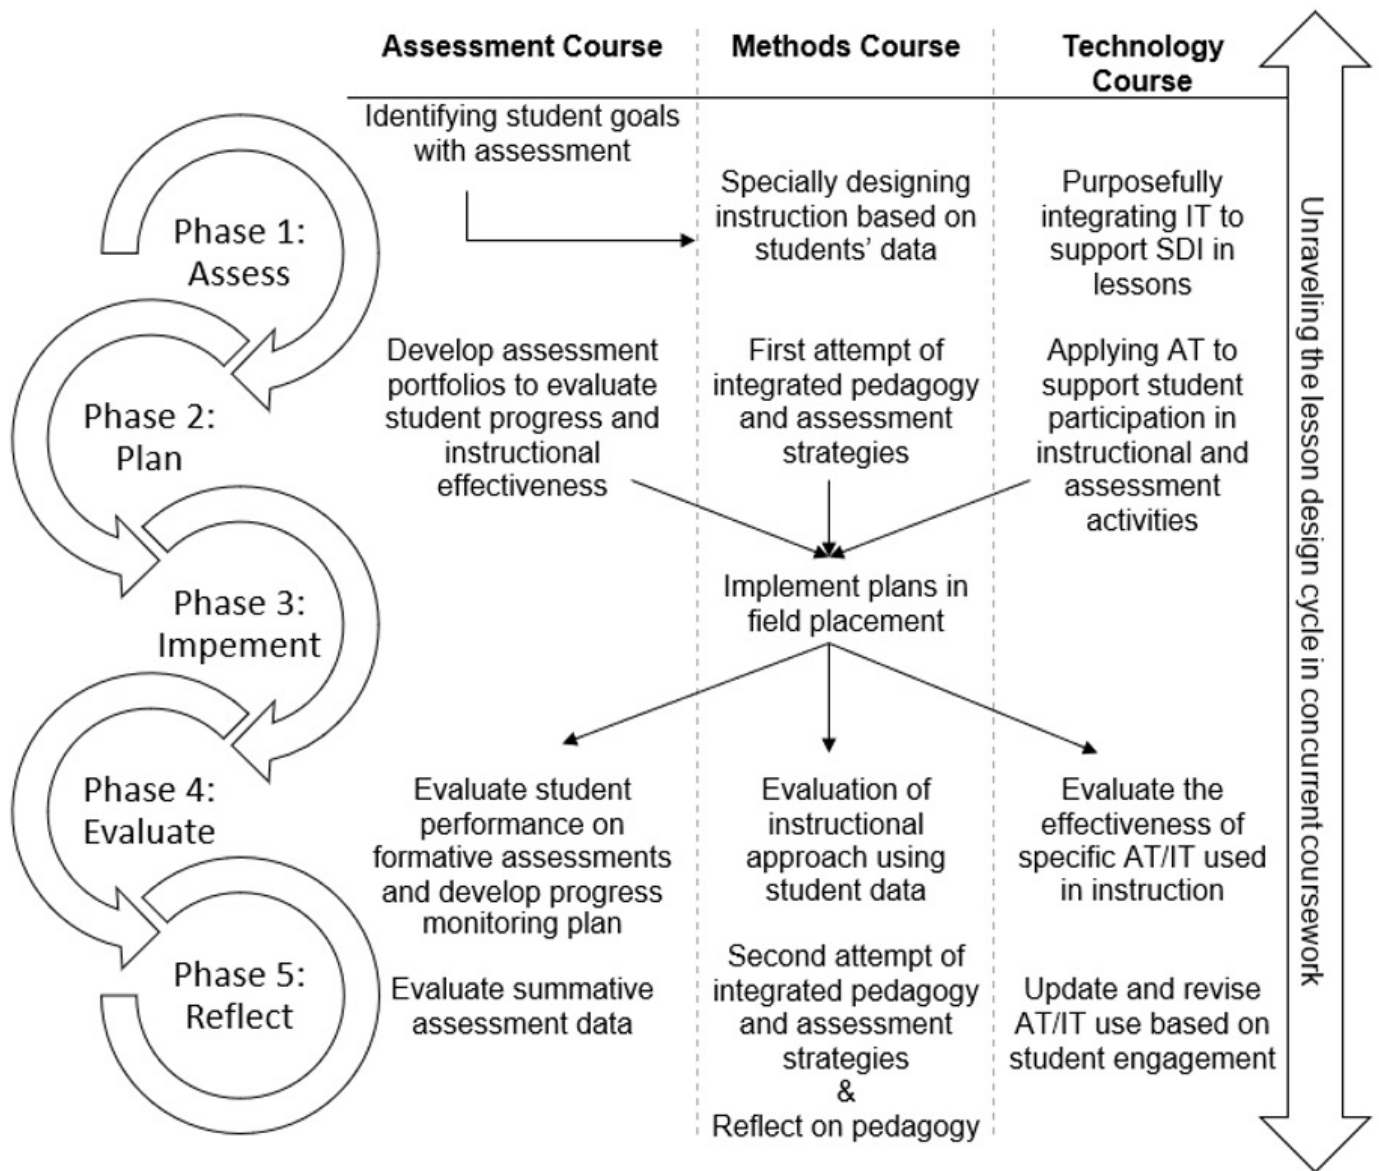 Assessment Course
Methods Course
Technology
Course
Identifying student goals
with assessment
Specially designing
instruction based on
students’ data
Purposefully
integrating IT to
support SDI in
lessons
Phase 1:
Assess
Develop assessment
portfolios to evaluate
student progress and
instructional
effectiveness
First attempt of
integrated pedagogy
and assessment
strategies
Applying AT to
support student
participation in
instructional and
assessment
activities
Phase 2:
Plan
Implement plans in
field placement
Phase 3:
Impement
Evaluate student
performance on
formative assessments
and develop progress
monitoring plan
Evaluation of
instructional
approach using
student data
Evaluate the
effectiveness of
specific AT/IT used
in instruction
Phase 4:
Evaluate
Evaluate summative
assessment data
Second attempt of
integrated pedagogy
and assessment
strategies
&
Reflect on pedagogy
Update and revise
AT/IT use based on
student engagement
Phase 5:
Reflect
Unraveling the lesson design cycle in concurrent coursework